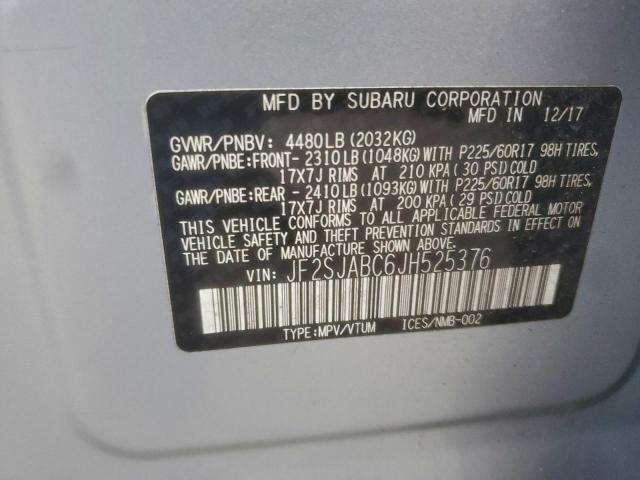 MFD BY SUBARU CORPORATION
MFD IN 12/17
GVWR/PNBV: 4480LB(2032KG)
GAWR/PNBE:FRONT- 2310LB(1048KG)WITH P225/60R17 98H TIRES,
17X7J RIMS AT 210 KPA (30 PSI)COLD
GAWR/PNBE:REAR - 2410LB(1093KG)WITH P225/60R17 98H TIRES,
17X7J RIMS AT 200 KPA (29 PSI)COLD
THIS VEHICLE CONFORMS TO ALL APPLICABLE FEDERAL MOTOR
VEHICLE SAFETY AND THEFT PREVENTION STANDARDS
IN EFFECT ON THE DATE OF MANUFACTURE SHOWN ABOVE.
VIN: JF2SJABC6JH525376
TYPE:MPV/VTUM ICES/NMB-002